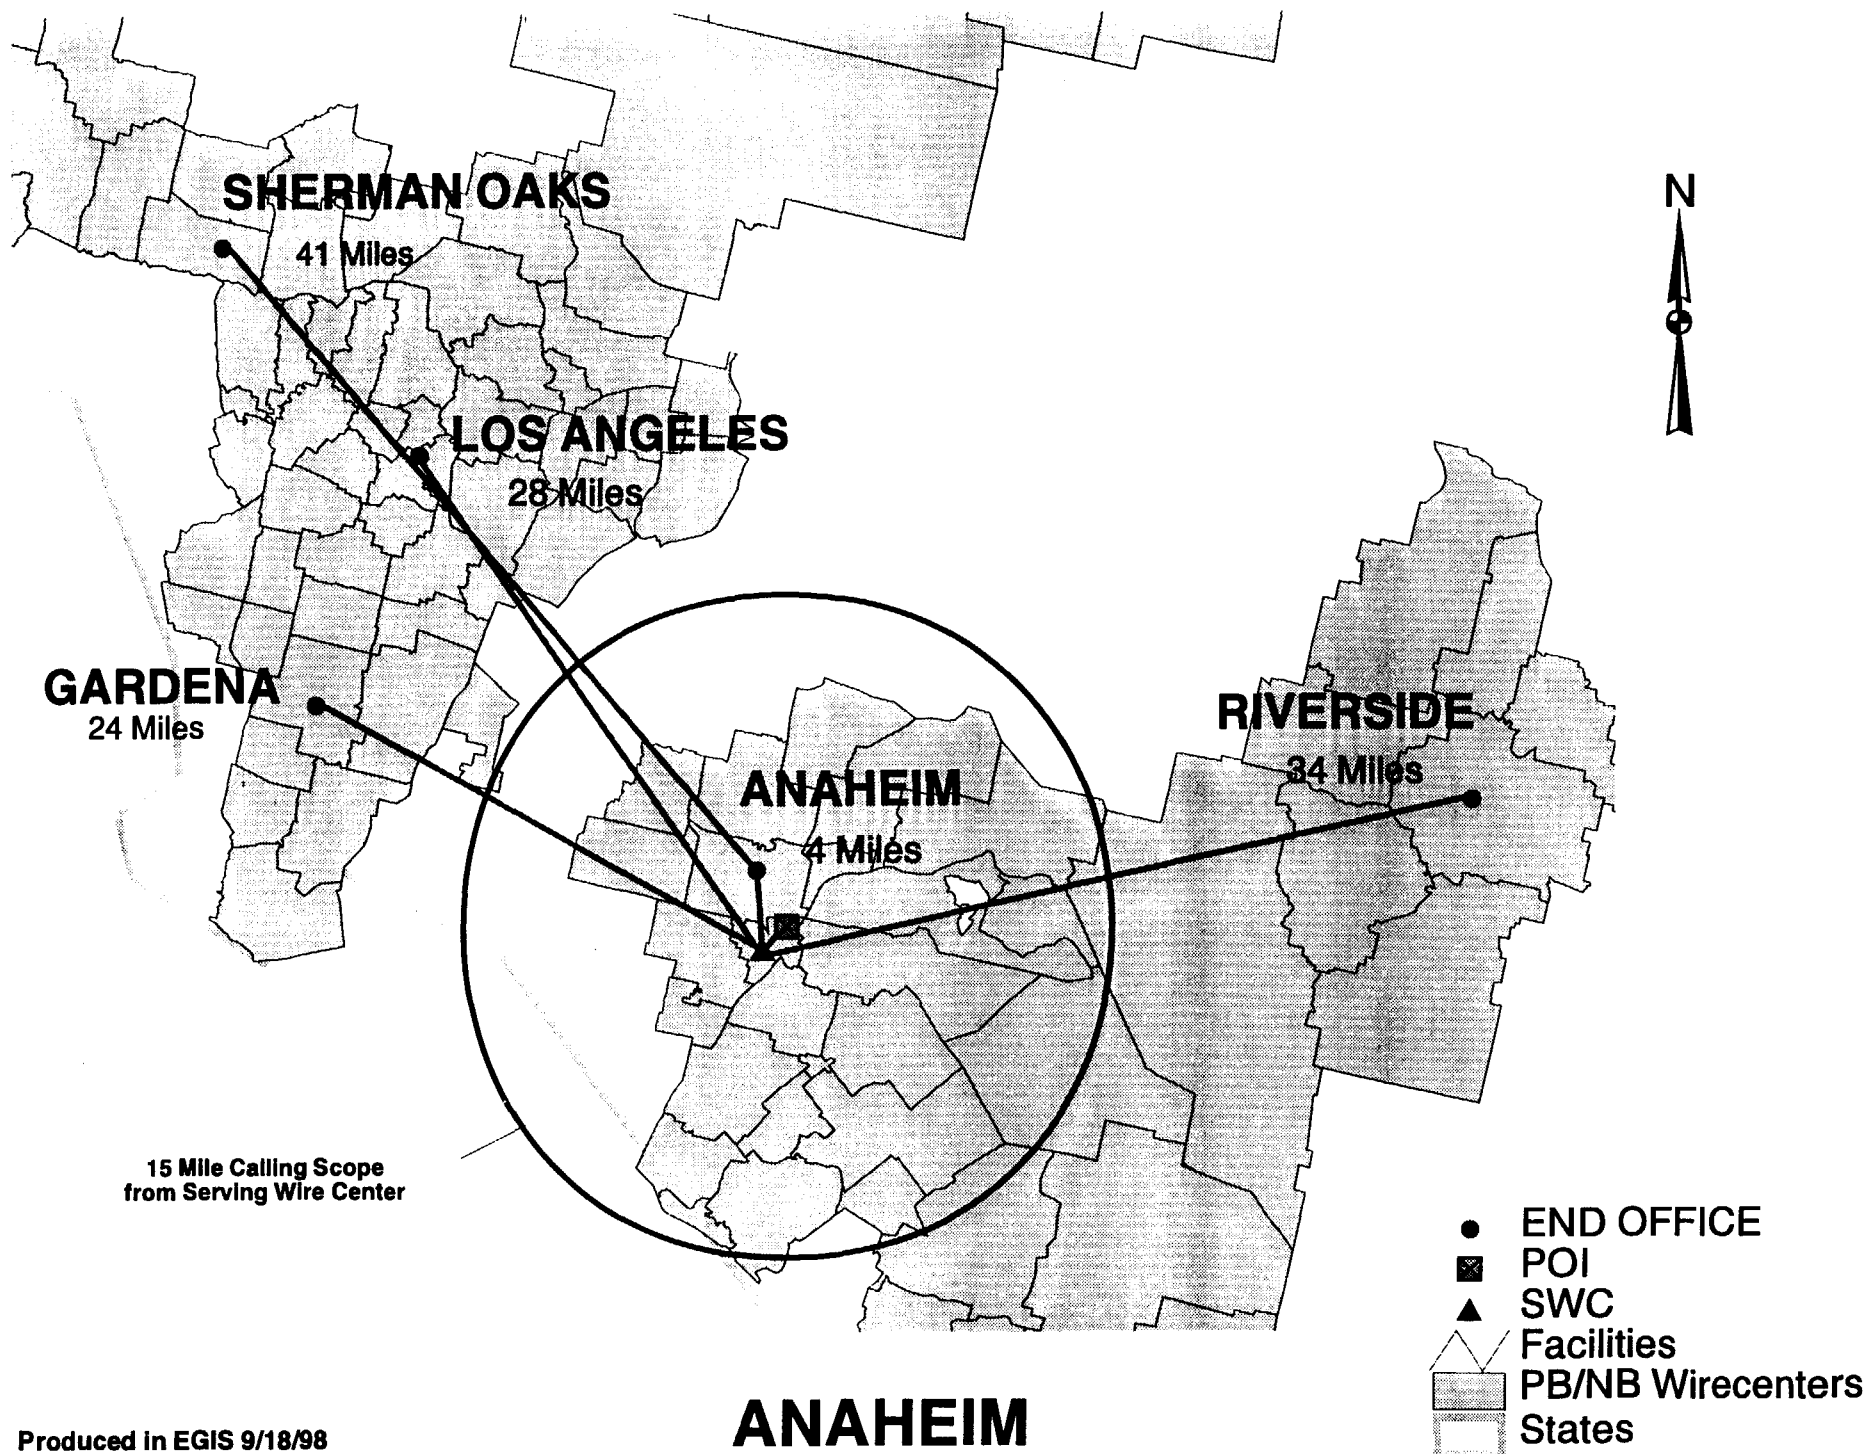 N
SHERMAN OAKS
41 Miles
LOS ANGELES
28 Miles
GARDENA
24 Miles
RIVERSIDE
34 Miles
ANAHEIM
4 Miles
15 Mile Calling Scope
from Serving Wire Center
END OFFICE
POI
SWC
Facilities
PB/NB Wirecenters
States
ANAHEIM
Produced in EGIS 9/18/98